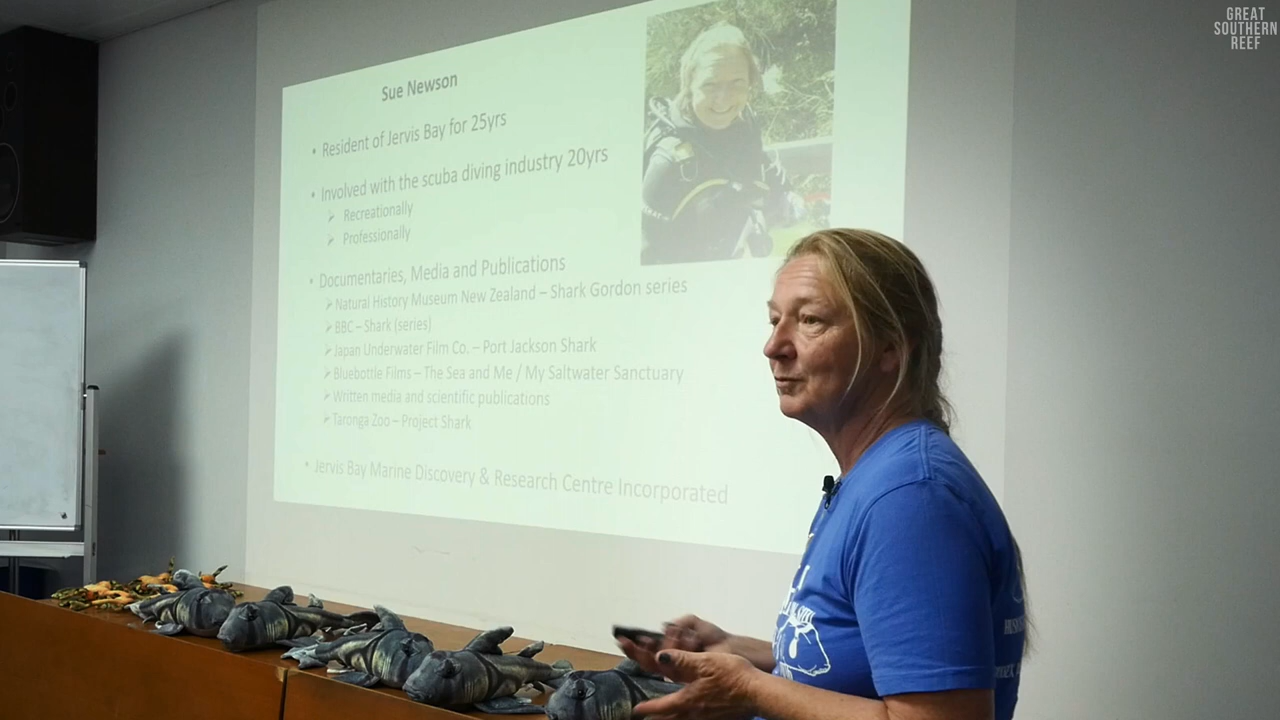 GREAT
SOUTHERN
REEF
Sue Newson
• Resident of Jervis Bay for 25yrs
• Involved with the scuba diving industry 20yrs
➢ Recreationally
➢ Professionally
• Documentaries, Media and Publications
➢ Natural History Museum New Zealand – Shark Gordon series
➢ BBC – Shark (series)
➢ Japan Underwater Film Co. – Port Jackson Shark
➢ Bluebottle Films – The Sea and Me / My Saltwater Sanctuary
➢ Written media and scientific publications
➢ Taronga Zoo – Project Shark
• Jervis Bay Marine Discovery & Research Centre Incorporated